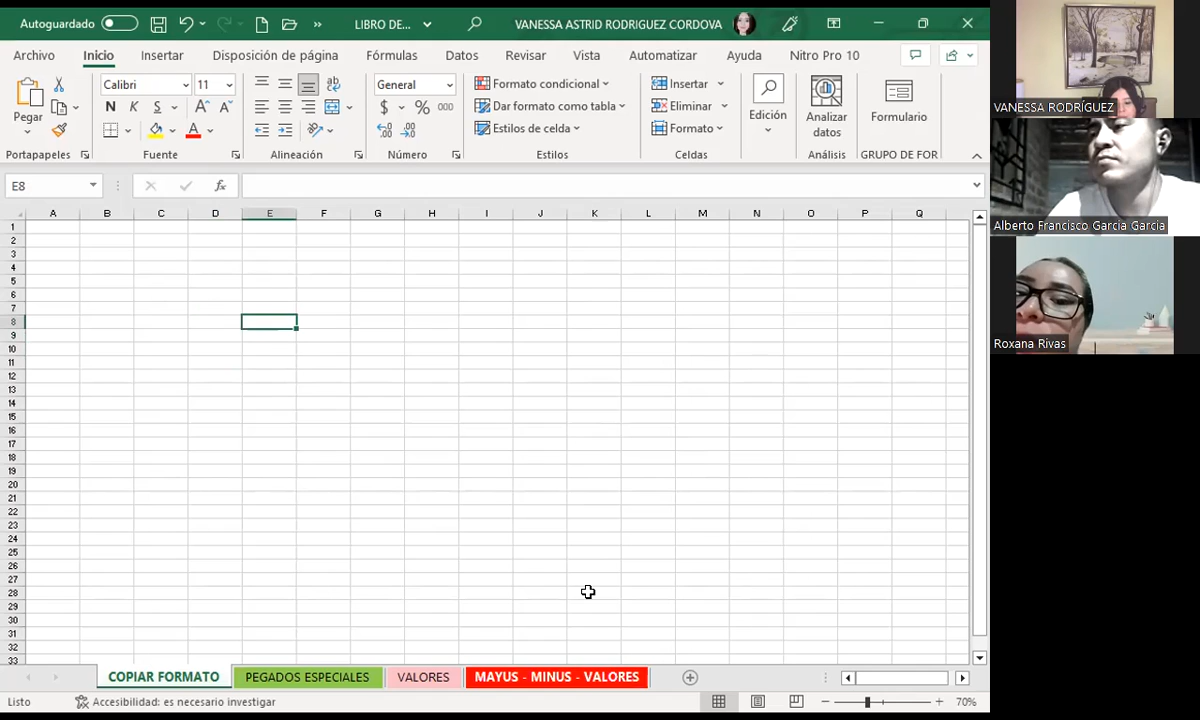 Autoguardado
LIBRO DE...
VANESSA ASTRID RODRIGUEZ CORDOVA
Archivo Inicio Insertar Disposición de página Fórmulas Datos Revisar Vista Automatizar Ayuda Nitro Pro 10
Pegar
Calibri 11
N K S
General
$ % 000
Formato condicional
Dar formato como tabla
Estilos de celda
Insertar
Eliminar
Formato
Edición
Analizar datos
Formulario
Portapapeles Fuente Alineación Número Estilos Celdas Análisis GRUPO DE FOR
E8 fx
A B C D E F G H I J K L M N O P Q
1
2
3
4
5
6
7
8
9
10
11
12
13
14
15
16
17
18
19
20
21
22
23
24
25
26
27
28
29
30
31
32
33
COPIAR FORMATO PEGADOS ESPECIALES VALORES MAYUS - MINUS - VALORES
Listo Accesibilidad: es necesario investigar 70%
VANESSA RODRÍGUEZ
Alberto Francisco Garcia Garcia
Roxana Rivas